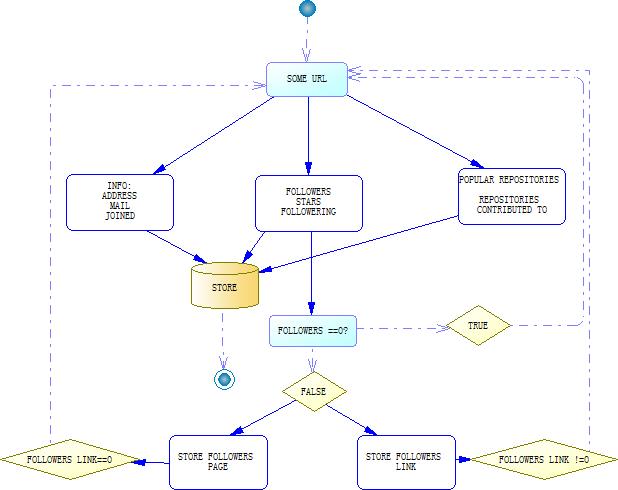 SOME URL
INFO:
ADDRESS
MAIL
JOINED
FOLLOWERS
STARS
FOLLOWERING
POPULAR REPOSITORIES
REPOSITORIES
CONTRIBUTED TO
STORE
FOLLOWERS ==0?
TRUE
FALSE
FOLLOWERS LINK==0
STORE FOLLOWERS
PAGE
STORE FOLLOWERS
LINK
FOLLOWERS LINK !=0